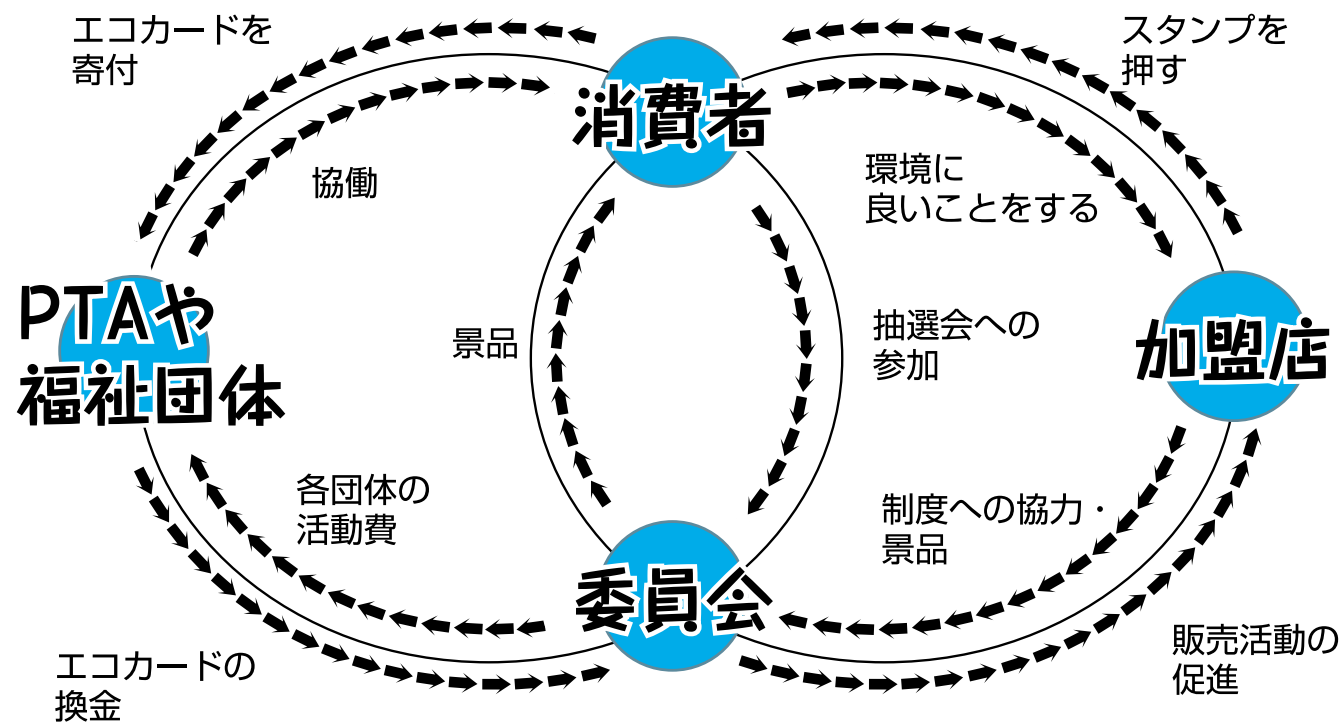 エコカードを
寄付
スタンプを
押す
消費者
協働
環境に
良いことをする
PTAや
福祉団体
景品
抽選会への
参加
加盟店
各団体の
活動費
制度への協力・
景品
委員会
エコカードの
換金
販売活動の
促進